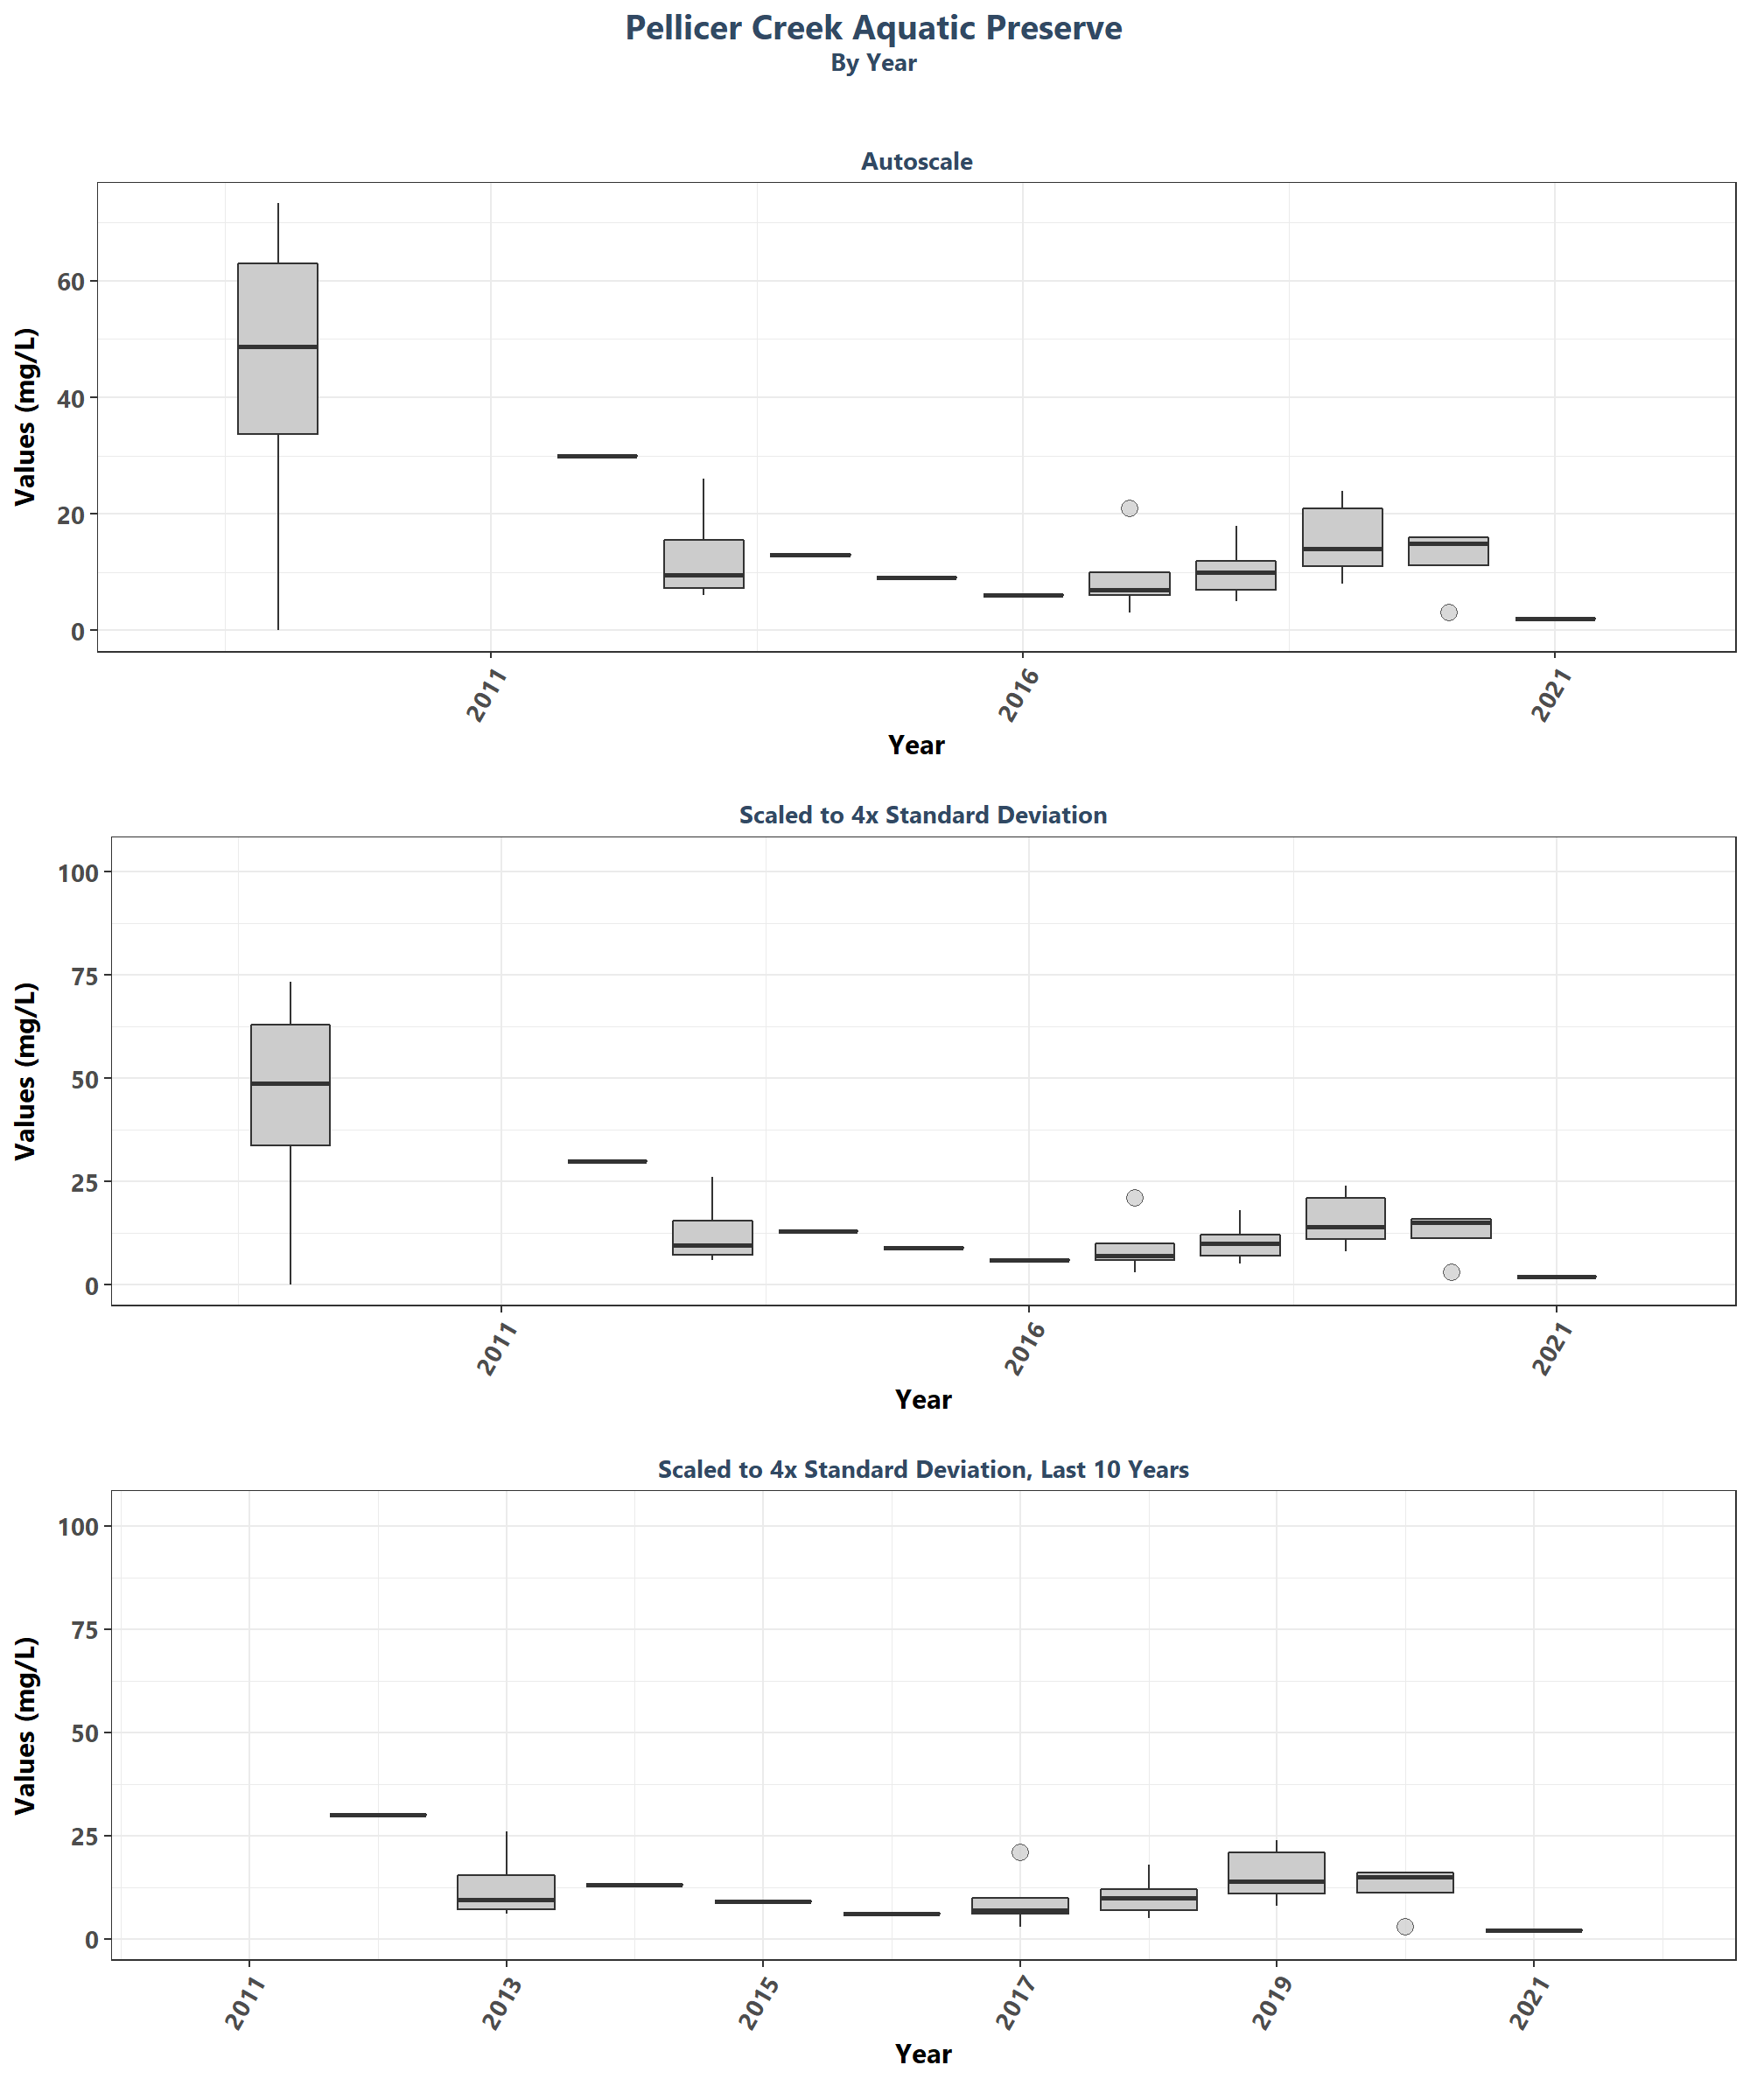 Pellicer Creek Aquatic Preserve
By Year
Autoscale
Values (mg/L)
60
40
20
0
2011 2016 2021
Year
Scaled to 4x Standard Deviation
Values (mg/L)
100
75
50
25
0
2011 2016 2021
Year
Scaled to 4x Standard Deviation, Last 10 Years
Values (mg/L)
100
75
50
25
0
2011 2013 2015 2017 2019 2021
Year